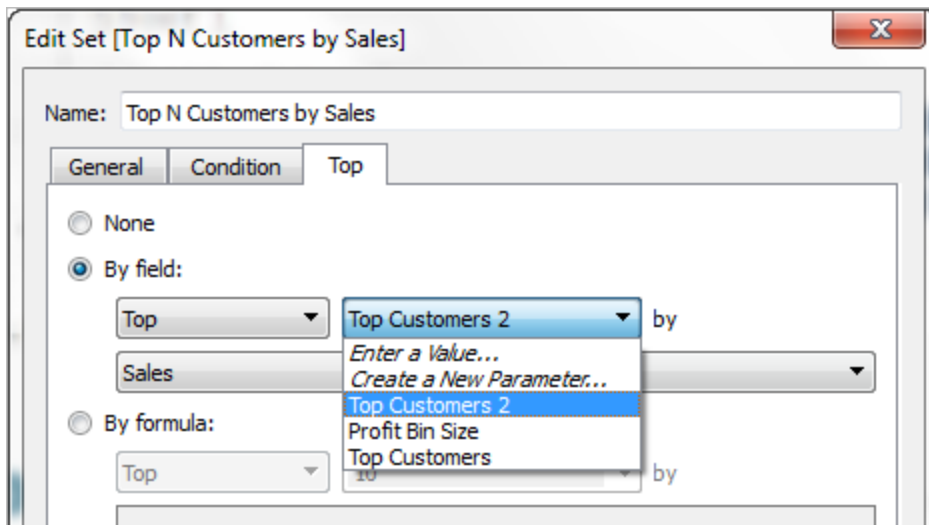 Edit Set [Top N Customers by Sales]
Name: Top N Customers by Sales
General Condition Top
None
By field:
Top Top Customers 2 by
Enter a Value...
Sales
Create a New Parameter...
Top Customers 2
By formula:
Profit Bin Size
Top Customers
Top 10 by